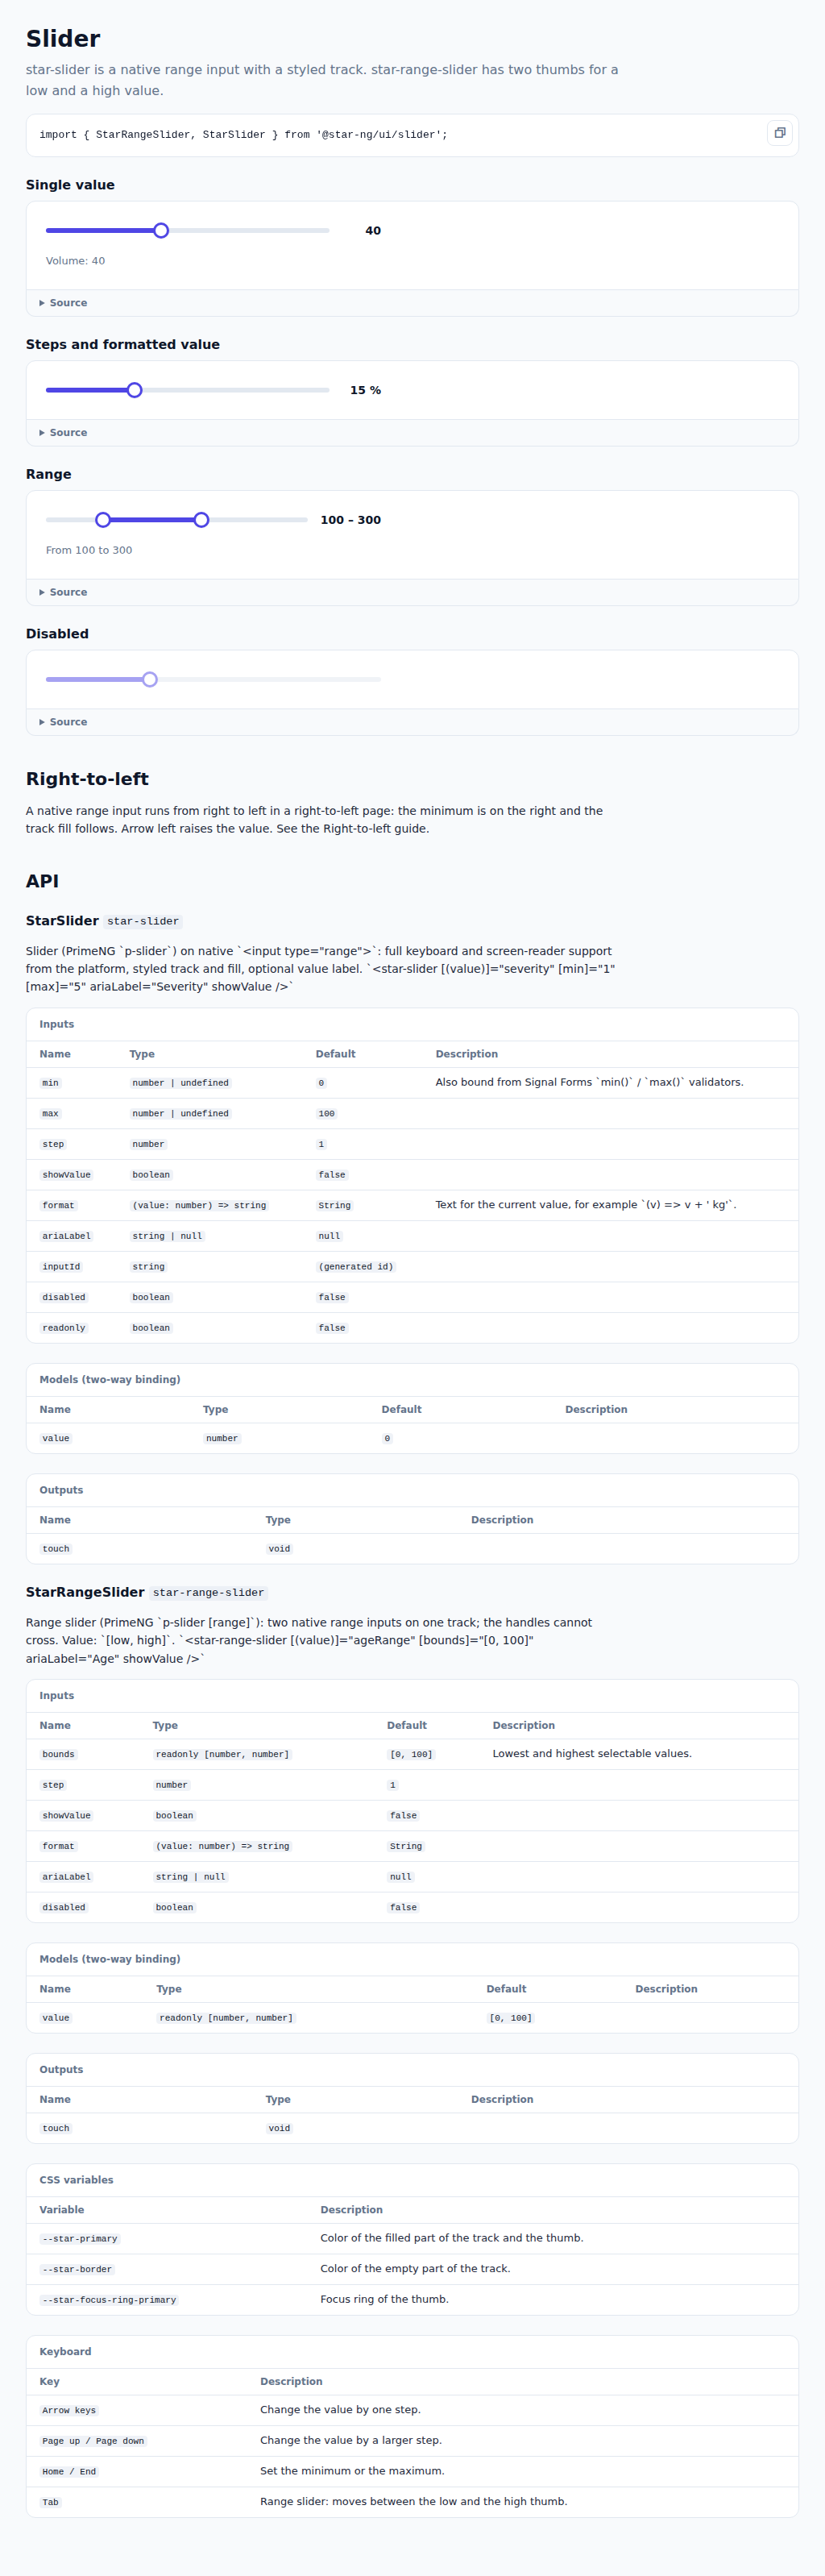 Slider
star-slider is a native range input with a styled track. star-range-slider has two thumbs for a
low and a high value.
import { StarRangeSlider, StarSlider } from '@star-ng/ui/slider';
Single value
40
Volume: 40
Source
Steps and formatted value
15 %
Source
Range
100 – 300
From 100 to 300
Source
Disabled
Source
Right-to-left
A native range input runs from right to left in a right-to-left page: the minimum is on the right and the
track fill follows. Arrow left raises the value. See the Right-to-left guide.
API
StarSlider star-slider
Slider (PrimeNG `p-slider`) on native `<input type="range">`: full keyboard and screen-reader support
from the platform, styled track and fill, optional value label. `<star-slider [(value)]="severity" [min]="1"
[max]="5" ariaLabel="Severity" showValue />`
Inputs
Name Type Default Description
min number | undefined 0 Also bound from Signal Forms `min()` / `max()` validators.
max number | undefined 100
step number 1
showValue boolean false
format (value: number) => string String Text for the current value, for example `(v) => v + ' kg'`.
ariaLabel string | null null
inputId string (generated id)
disabled boolean false
readonly boolean false
Models (two-way binding)
Name Type Default Description
value number 0
Outputs
Name Type Description
touch void
StarRangeSlider star-range-slider
Range slider (PrimeNG `p-slider [range]`): two native range inputs on one track; the handles cannot
cross. Value: `[low, high]`. `<star-range-slider [(value)]="ageRange" [bounds]="[0, 100]"
ariaLabel="Age" showValue />`
Inputs
Name Type Default Description
bounds readonly [number, number] [0, 100] Lowest and highest selectable values.
step number 1
showValue boolean false
format (value: number) => string String
ariaLabel string | null null
disabled boolean false
Models (two-way binding)
Name Type Default Description
value readonly [number, number] [0, 100]
Outputs
Name Type Description
touch void
CSS variables
Variable Description
--star-primary Color of the filled part of the track and the thumb.
--star-border Color of the empty part of the track.
--star-focus-ring-primary Focus ring of the thumb.
Keyboard
Key Description
Arrow keys Change the value by one step.
Page up / Page down Change the value by a larger step.
Home / End Set the minimum or the maximum.
Tab Range slider: moves between the low and the high thumb.